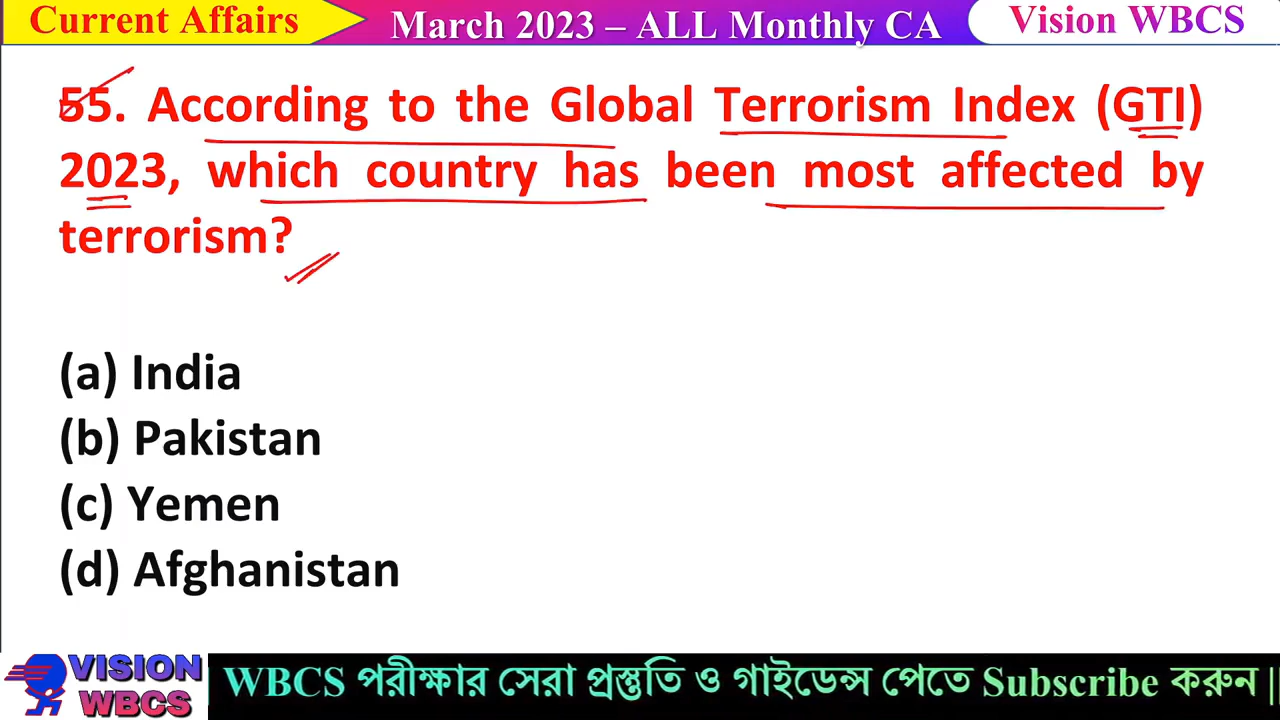 Current Affairs
March 2023 – ALL Monthly CA
Vision WBCS
55. According to the Global Terrorism Index (GTI)
2023, which country has been most affected by
terrorism?
(a) India
(b) Pakistan
(c) Yemen
(d) Afghanistan
VISION
WBCS
WBCS পরীক্ষার সেরা প্রস্তুতি ও গাইডেন্স পেতে Subscribe করুন ||